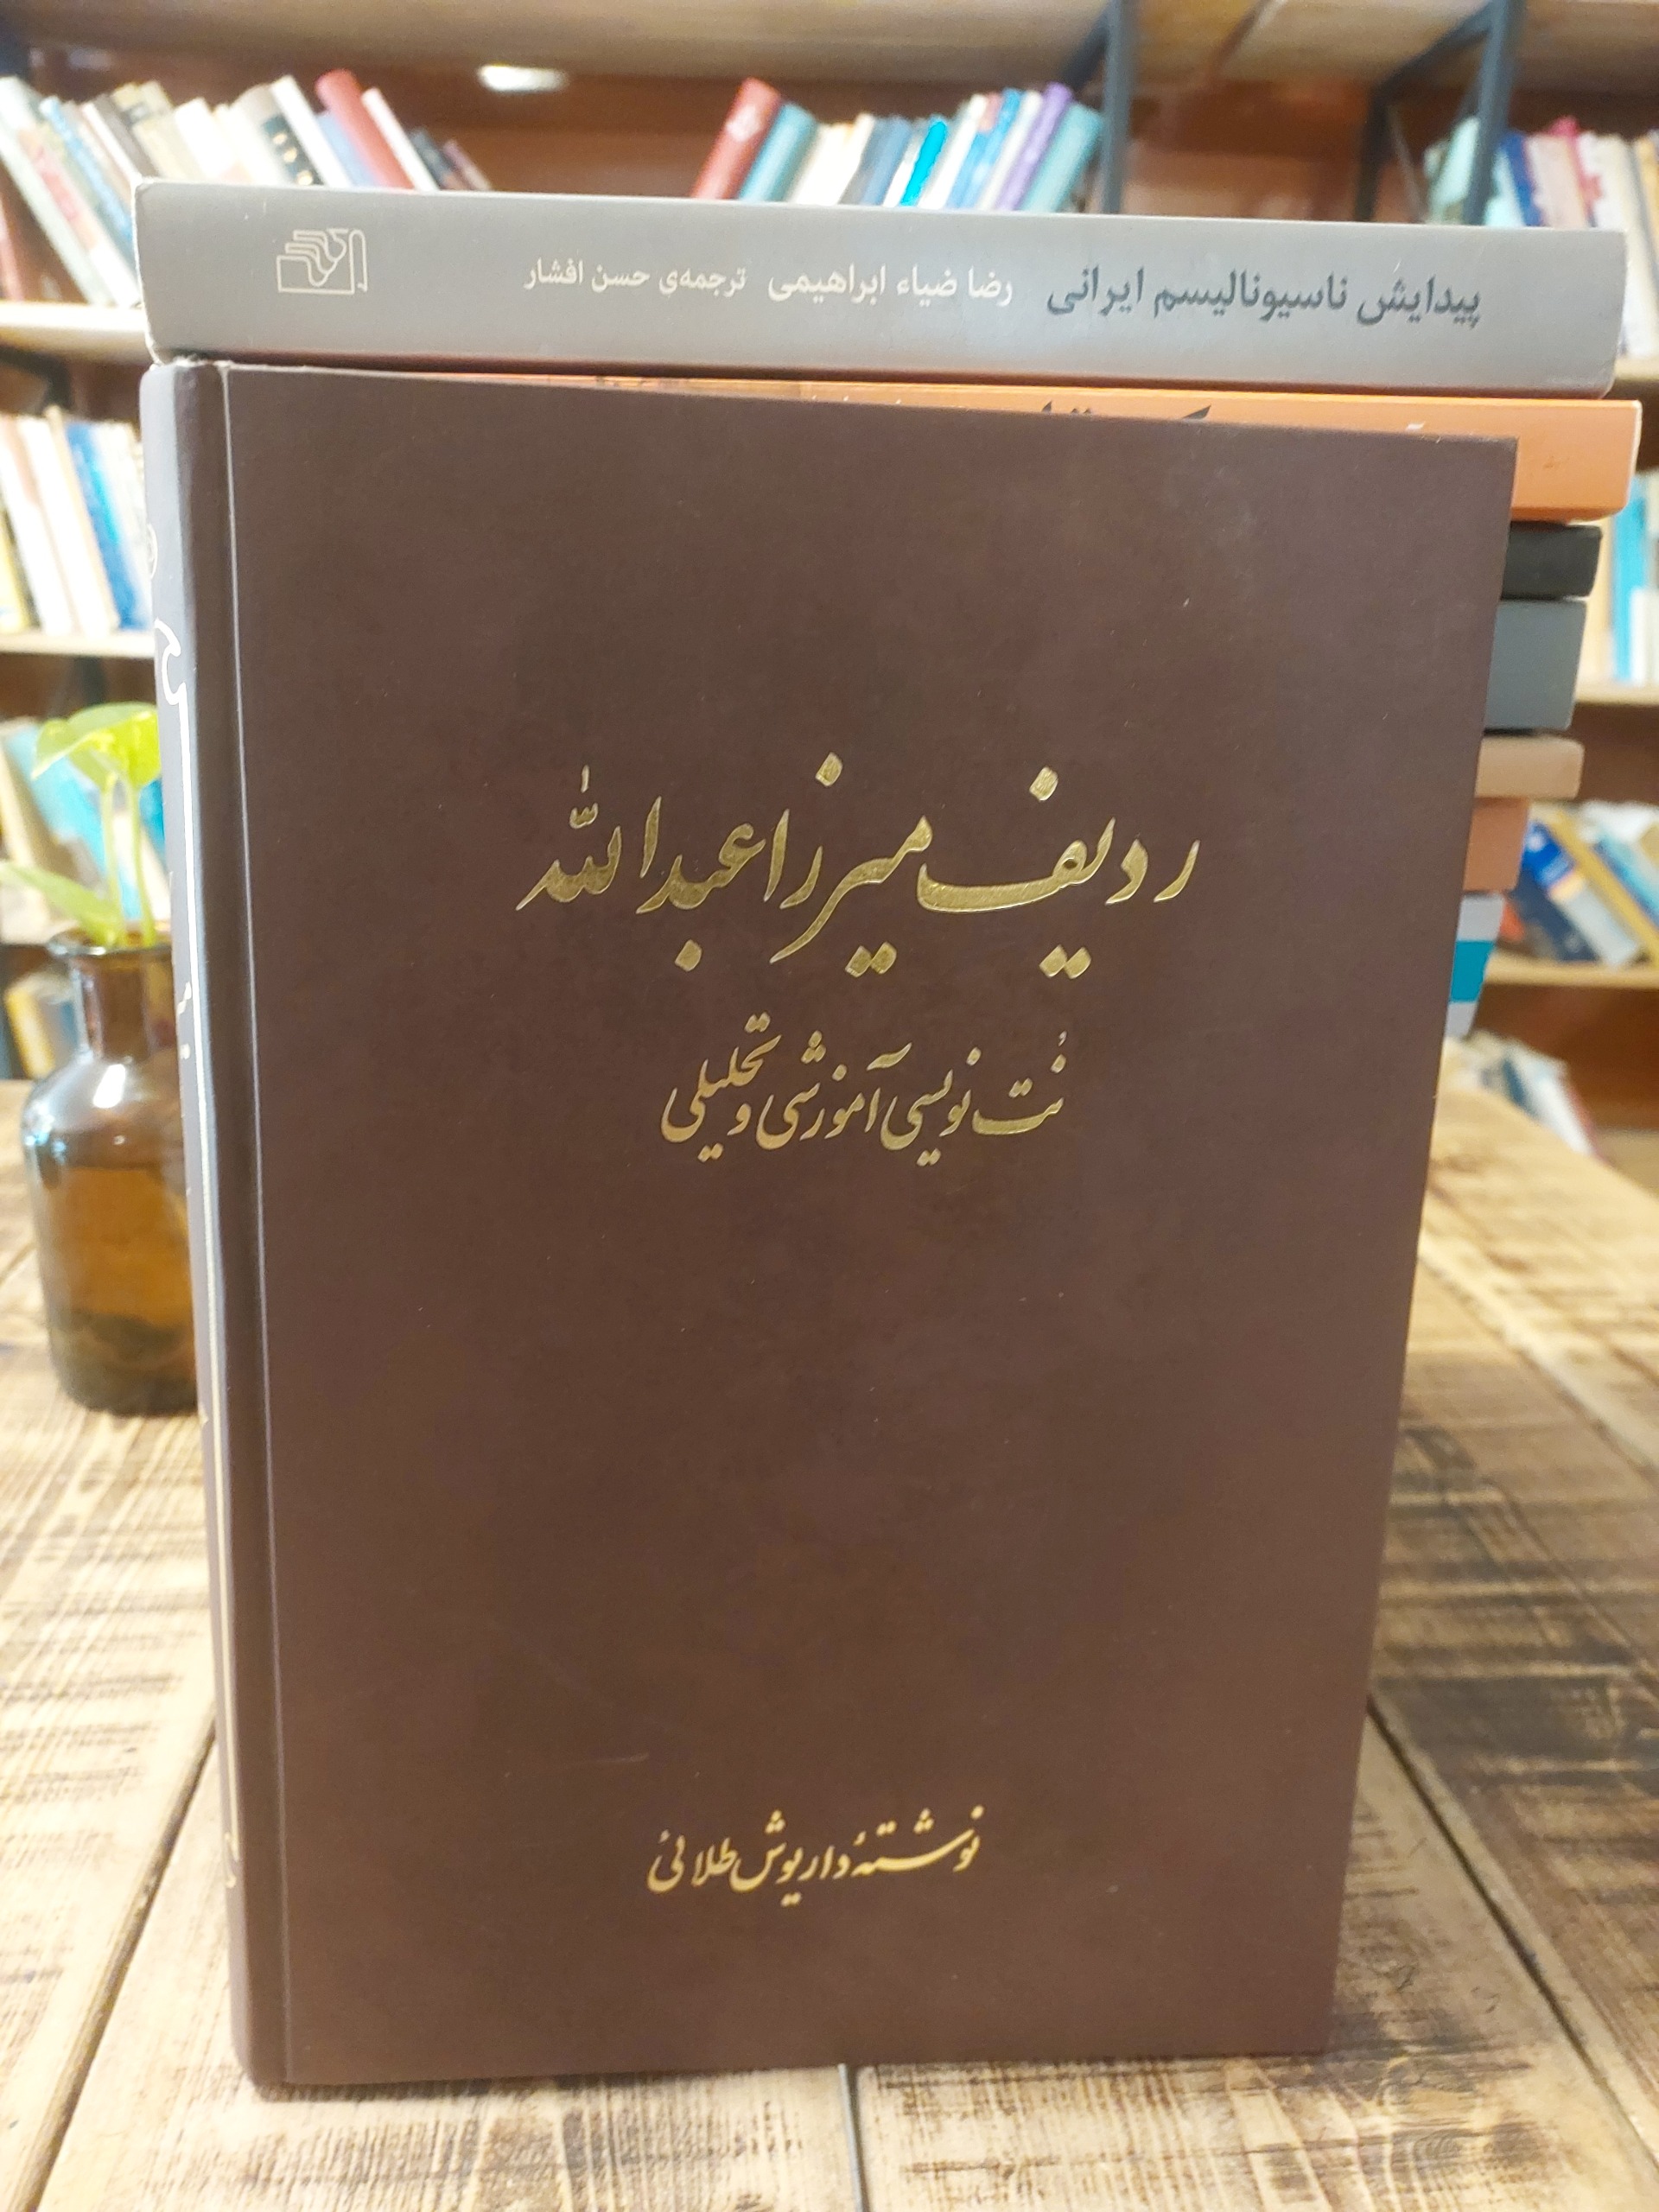 پیدایش ناسیونالیسم ایرانی رضا ضیاء ابراهیمی ترجمه‌ی حسن افشار
ردیف میرزا عبدالله
نُت نویسی آموزشی و تحلیلی
نوشتهٔ داریوش طلائی